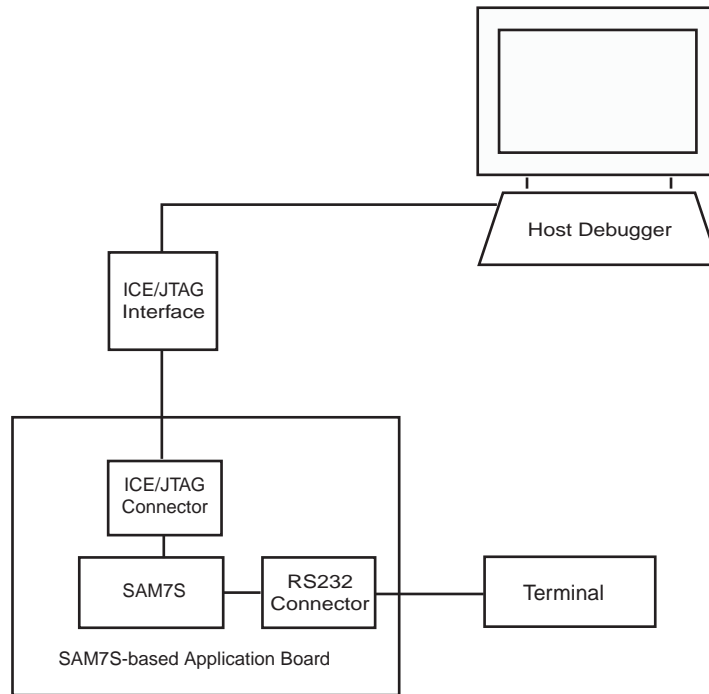 Host Debugger
ICE/JTAG
Interface
ICE/JTAG
Connector
SAM7S
RS232
Connector
Terminal
SAM7S-based Application Board